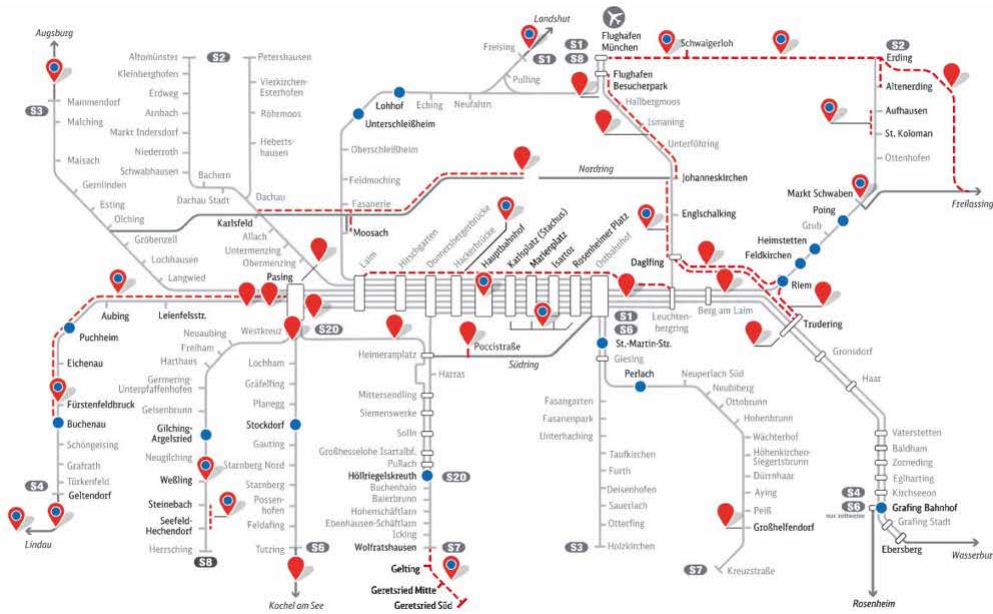 Augsburg
S3
Mammendorf
Malching
Maisach
Gernlinden
Esting
Olching
Gröbenzell
Lochhausen
Langwied
Altomünster
S2
Kleinberghofen
Erdweg
Arnbach
Markt Indersdorf
Niederroth
Schwabhausen
Bachern
Dachau Stadt
Petershausen
Vierkirchen-
Esterhofen
Röhrmoos
Heberts-
hausen
Dachau
Karlsfeld
Allach
Untermenzing
Obermenzing
Pasing
Landshut
Freising
S1
Pulling
Neufahrn
Eching
Lohhof
Unterschleißheim
Oberschleißheim
Feldmoching
Fasanerie
Moosach
S1
S8
Flughafen
München
Flughafen
Besucherpark
Hallbergmoos
Ismaning
Unterföhring
Johanneskirchen
Englschalking
Daglfing
Nordring
Schwaigerloh
S2
Erding
Altenerding
Aufhausen
St. Koloman
Ottenhofen
Markt Schwaben
Poing
Grub
Heimstetten
Feldkirchen
Riem
Freilassing
Laim
Hirschgarten
Donnersbergerbrücke
Hackerbrücke
Hauptbahnhof
Karlsplatz (Stachus)
Marienplatz
Isartor
Rosenheimer Platz
Ostbahnhof
Leuchten-
bergring
Berg am Laim
Trudering
Gronsdorf
Haar
Vaterstetten
Baldham
Zorneding
Eglharting
Kirchseeon
S4
S6
nur zeitweise
Grafing Bahnhof
Grafing Stadt
Ebersberg
Wasserburg
Rosenheim
Aubing
Leienfelsstr.
Puchheim
Eichenau
Fürstenfeldbruck
Buchenau
Schöngeising
Grafrath
Türkenfeld
S4
Geltendorf
Lindau
Westkreuz
S20
Neuaubing
Freiham
Harthaus
Germering-
Unterpfaffenhofen
Geisenbrunn
Gilching-
Argelsried
Neugilching
Weßling
Steinebach
Seefeld-
Hechendorf
Herrsching
S8
Lochham
Gräfelfing
Planegg
Stockdorf
Gauting
Starnberg Nord
Starnberg
Possen-
hofen
Feldafing
Tutzing
S6
Kochel am See
Heimeranplatz
Poccistraße
Südring
Harras
Mittersendling
Siemenswerke
Solln
Großhesselohe Isartalbf.
Pullach
Höllriegelskreuth
S20
Buchenhain
Baierbrunn
Hohenschäftlarn
Ebenhausen-Schäftlarn
Icking
Wolfratshausen
S7
Gelting
Geretsried Mitte
Geretsried Süd
S1
S6
St.-Martin-Str.
Giesing
Perlach
Neuperlach Süd
Neubiberg
Ottobrunn
Hohenbrunn
Wächterhof
Höhenkirchen-
Siegertsbrunn
Dürrnhaar
Aying
Peiß
Großhelfendorf
S7
Kreuzstraße
Fasangarten
Fasanenpark
Unterhaching
Taufkirchen
Furth
Deisenhofen
Sauerlach
Otterfing
S3
Holzkirchen